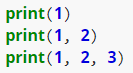 print(1)
print(1, 2)
print(1, 2, 3)